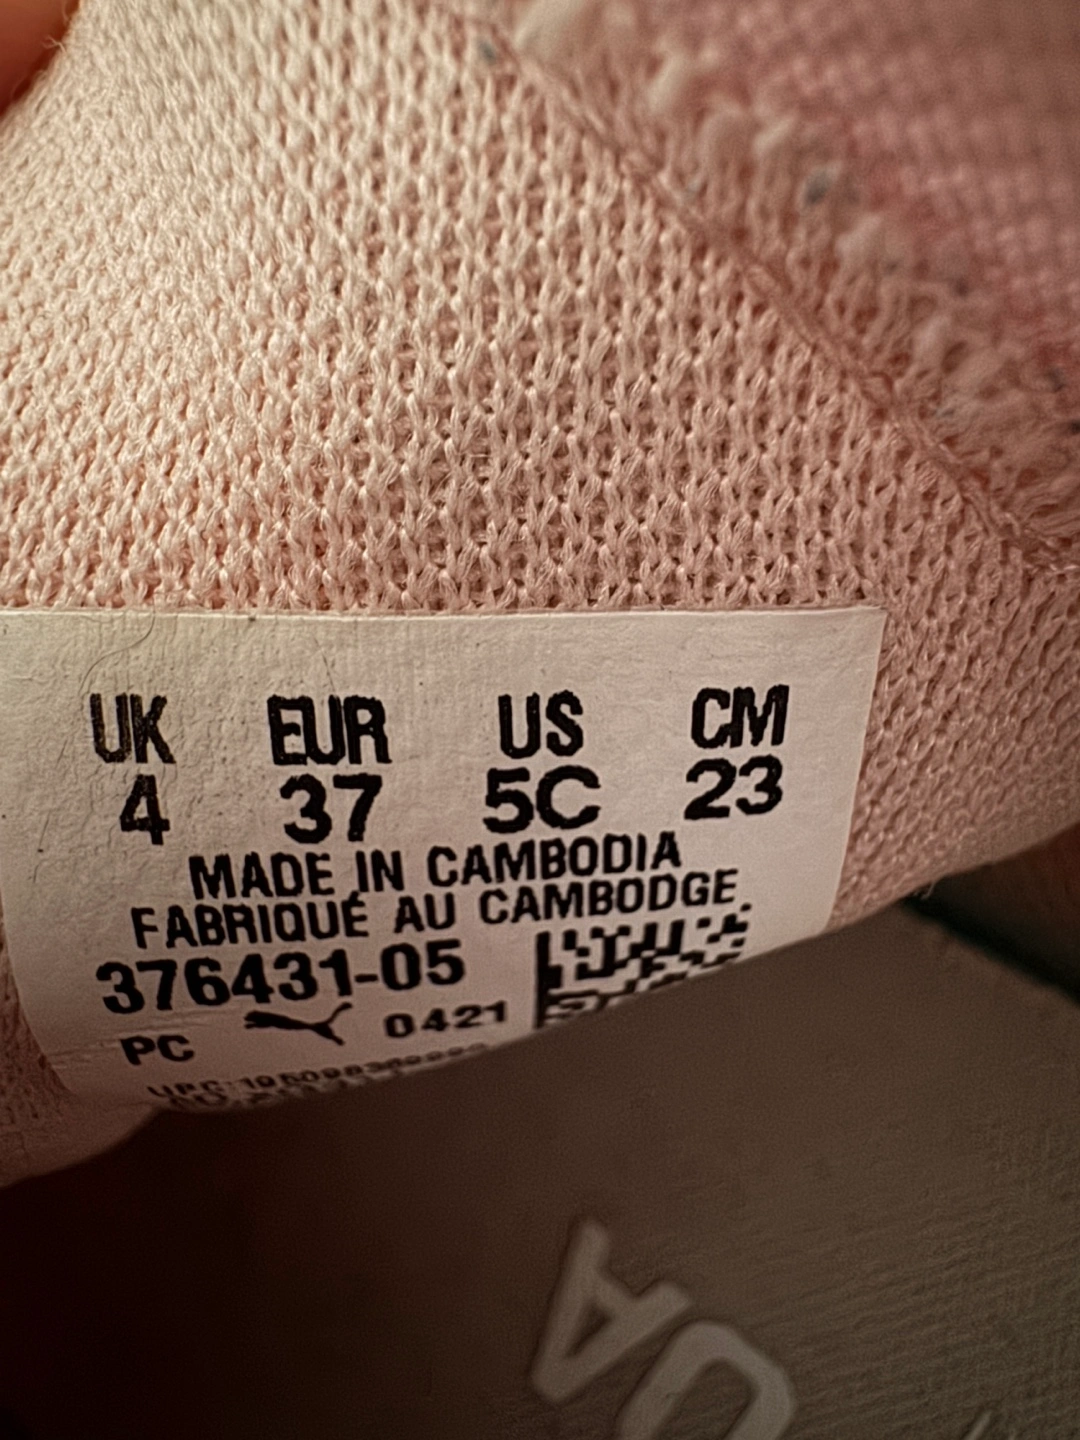 UK EUR US CM
4 37 5C 23
MADE IN CAMBODIA
FABRIQUÉ AU CAMBODGE
376431-05
PC 0421